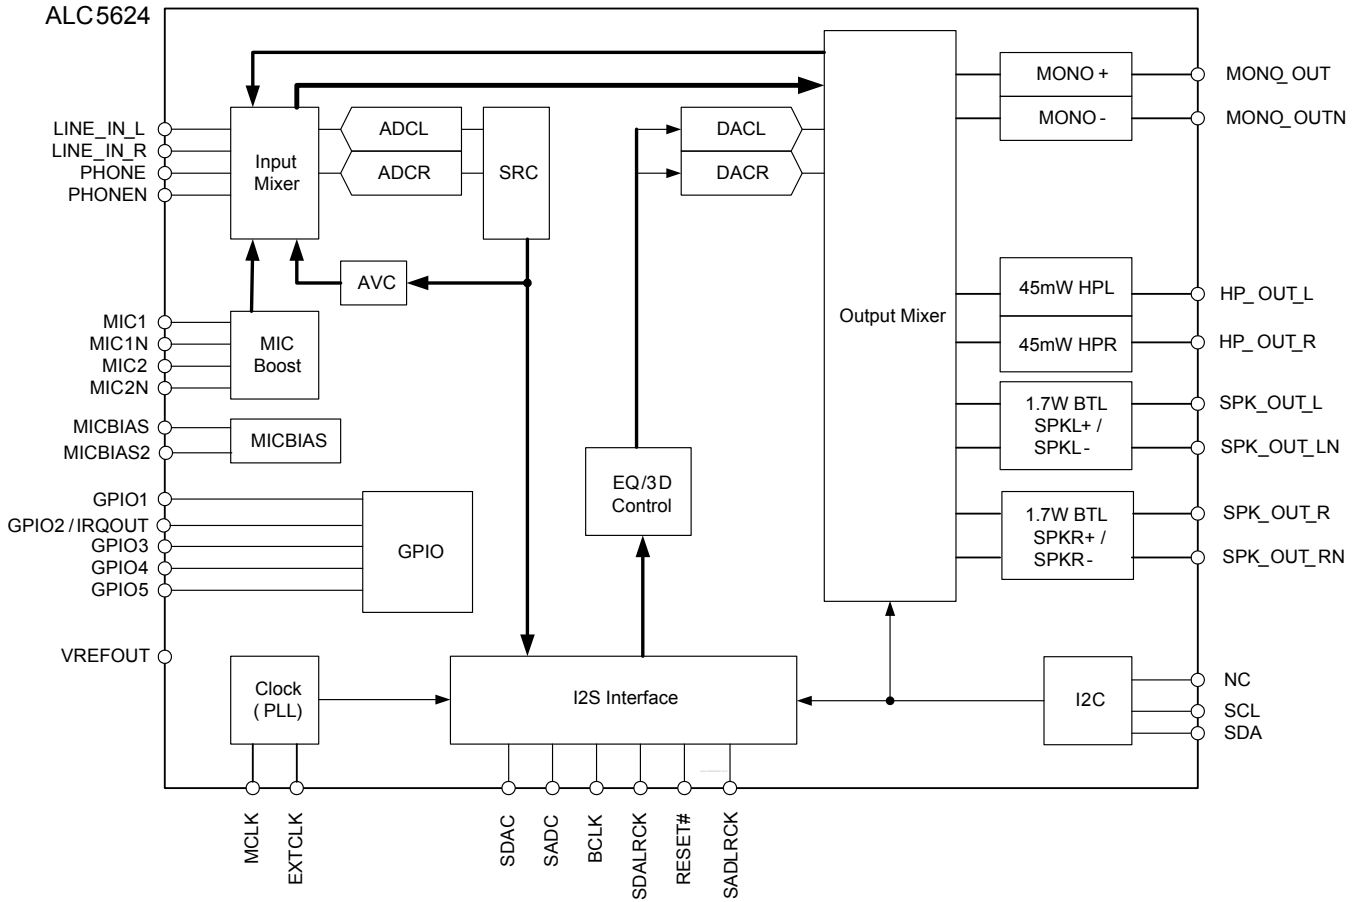 ALC5624
LINE_IN_L
LINE_IN_R
PHONE
PHONEN
MIC1
MIC1N
MIC2
MIC2N
MICBIAS
MICBIAS2
GPIO1
GPIO2 / IRQOUT
GPIO3
GPIO4
GPIO5
VREFOUT
Input
Mixer
ADCL
ADCR
SRC
AVC
MIC
Boost
MICBIAS
GPIO
Clock
( PLL)
I2S Interface
EQ/3D
Control
DACL
DACR
Output Mixer
MONO +
MONO -
45mW HPL
45mW HPR
1.7W BTL
SPKL+ /
SPKL-
1.7W BTL
SPKR+ /
SPKR-
I2C
MONO_OUT
MONO_OUTN
HP_OUT_L
HP_OUT_R
SPK_OUT_L
SPK_OUT_LN
SPK_OUT_R
SPK_OUT_RN
NC
SCL
SDA
MCLK
EXTCLK
SDAC
SADC
BCLK
SDALRCK
RESET#
SADLRCK